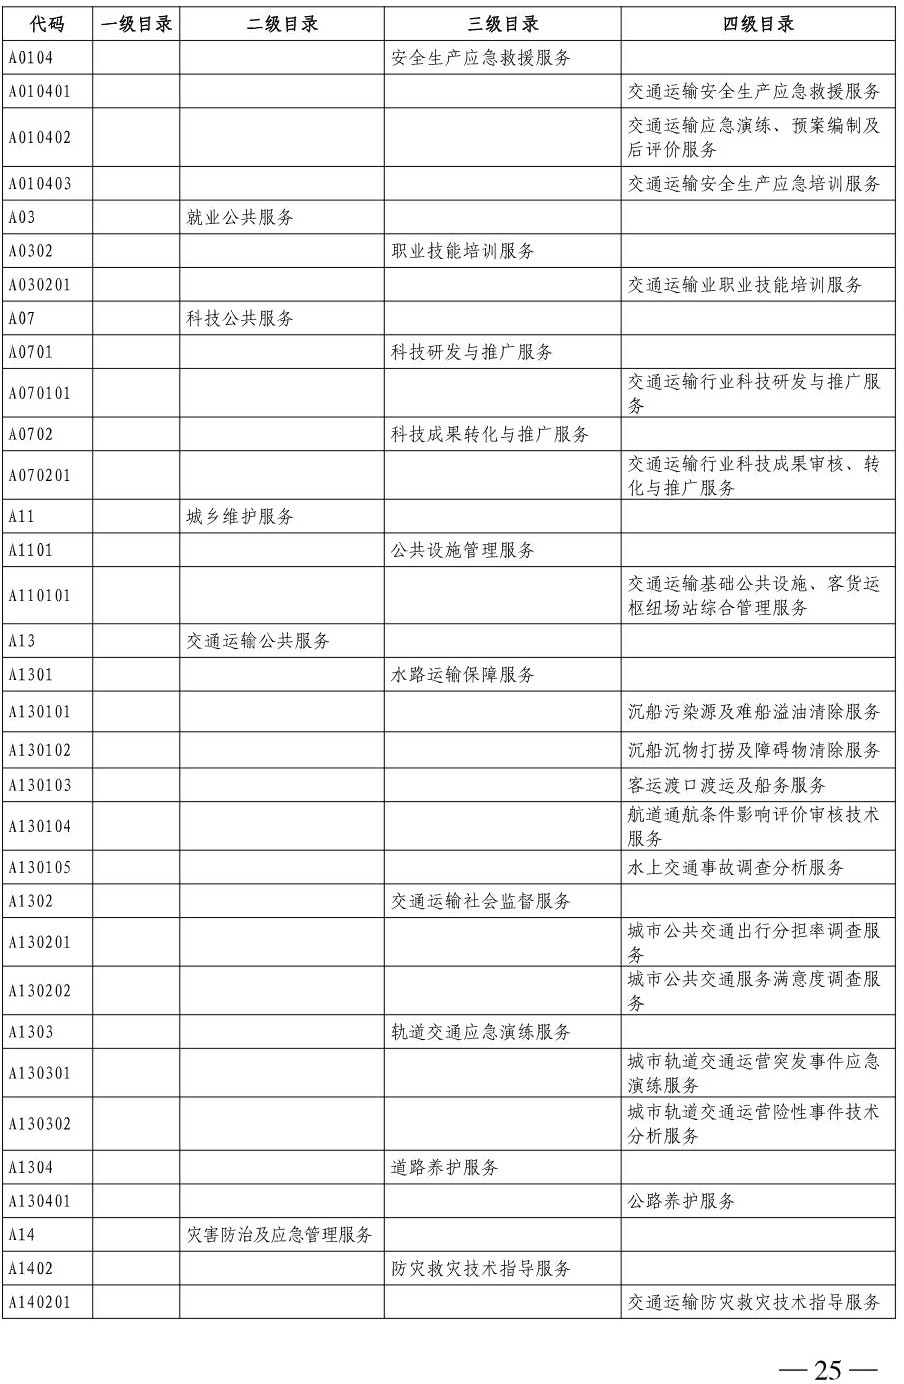 代码 一级目录 二级目录 三级目录 四级目录
A0104 安全生产应急救援服务
A010401 交通运输安全生产应急救援服务
A010402 交通运输应急演练、预案编制及
后评价服务
A010403 交通运输安全生产应急培训服务
A03 就业公共服务
A0302 职业技能培训服务
A030201 交通运输业职业技能培训服务
A07 科技公共服务
A0701 科技研发与推广服务
A070101 交通运输行业科技研发与推广服
务
A0702 科技成果转化与推广服务
A070201 交通运输行业科技成果审核、转
化与推广服务
A11 城乡维护服务
A1101 公共设施管理服务
A110101 交通运输基础公共设施、客货运
枢纽场站综合管理服务
A13 交通运输公共服务
A1301 水路运输保障服务
A130101 沉船污染源及难船溢油清除服务
A130102 沉船沉物打捞及障碍物清除服务
A130103 客运渡口渡运及船务服务
A130104 航道通航条件影响评价审核技术
服务
A130105 水上交通事故调查分析服务
A1302 交通运输社会监督服务
A130201 城市公共交通出行分担率调查服
务
A130202 城市公共交通服务满意度调查服
务
A1303 轨道交通应急演练服务
A130301 城市轨道交通运营突发事件应急
演练服务
A130302 城市轨道交通运营险性事件技术
分析服务
A1304 道路养护服务
A130401 公路养护服务
A14 灾害防治及应急管理服务
A1402 防灾救灾技术指导服务
A140201 交通运输防灾救灾技术指导服务
— 25 —